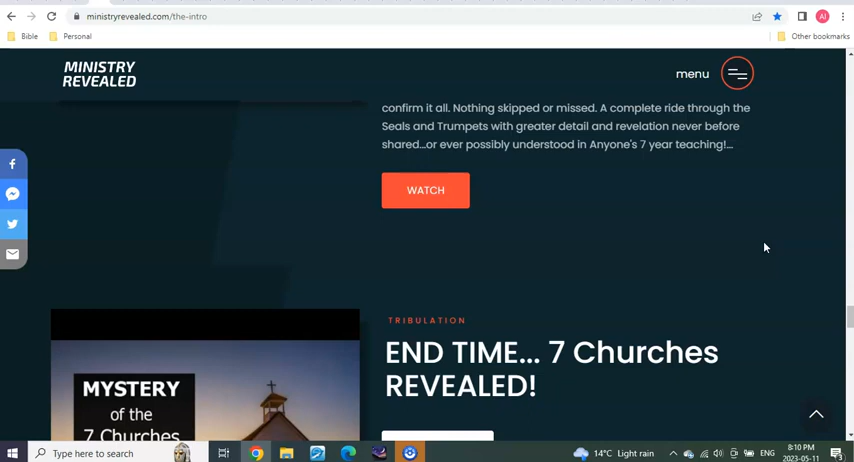 ministryrevealed.com/the-intro
AI
Bible
Personal
Other bookmarks
MINISTRY
REVEALED
menu
confirm it all. Nothing skipped or missed. A complete ride through the
Seals and Trumpets with greater detail and revelation never before
shared...or ever possibly understood in Anyone's 7 year teaching!...
WATCH
TRIBULATION
END TIME... 7 Churches
REVEALED!
MYSTERY
of the
7 Churches
Type here to search
14°C Light rain
ENG
8:10 PM
2023-05-11
3